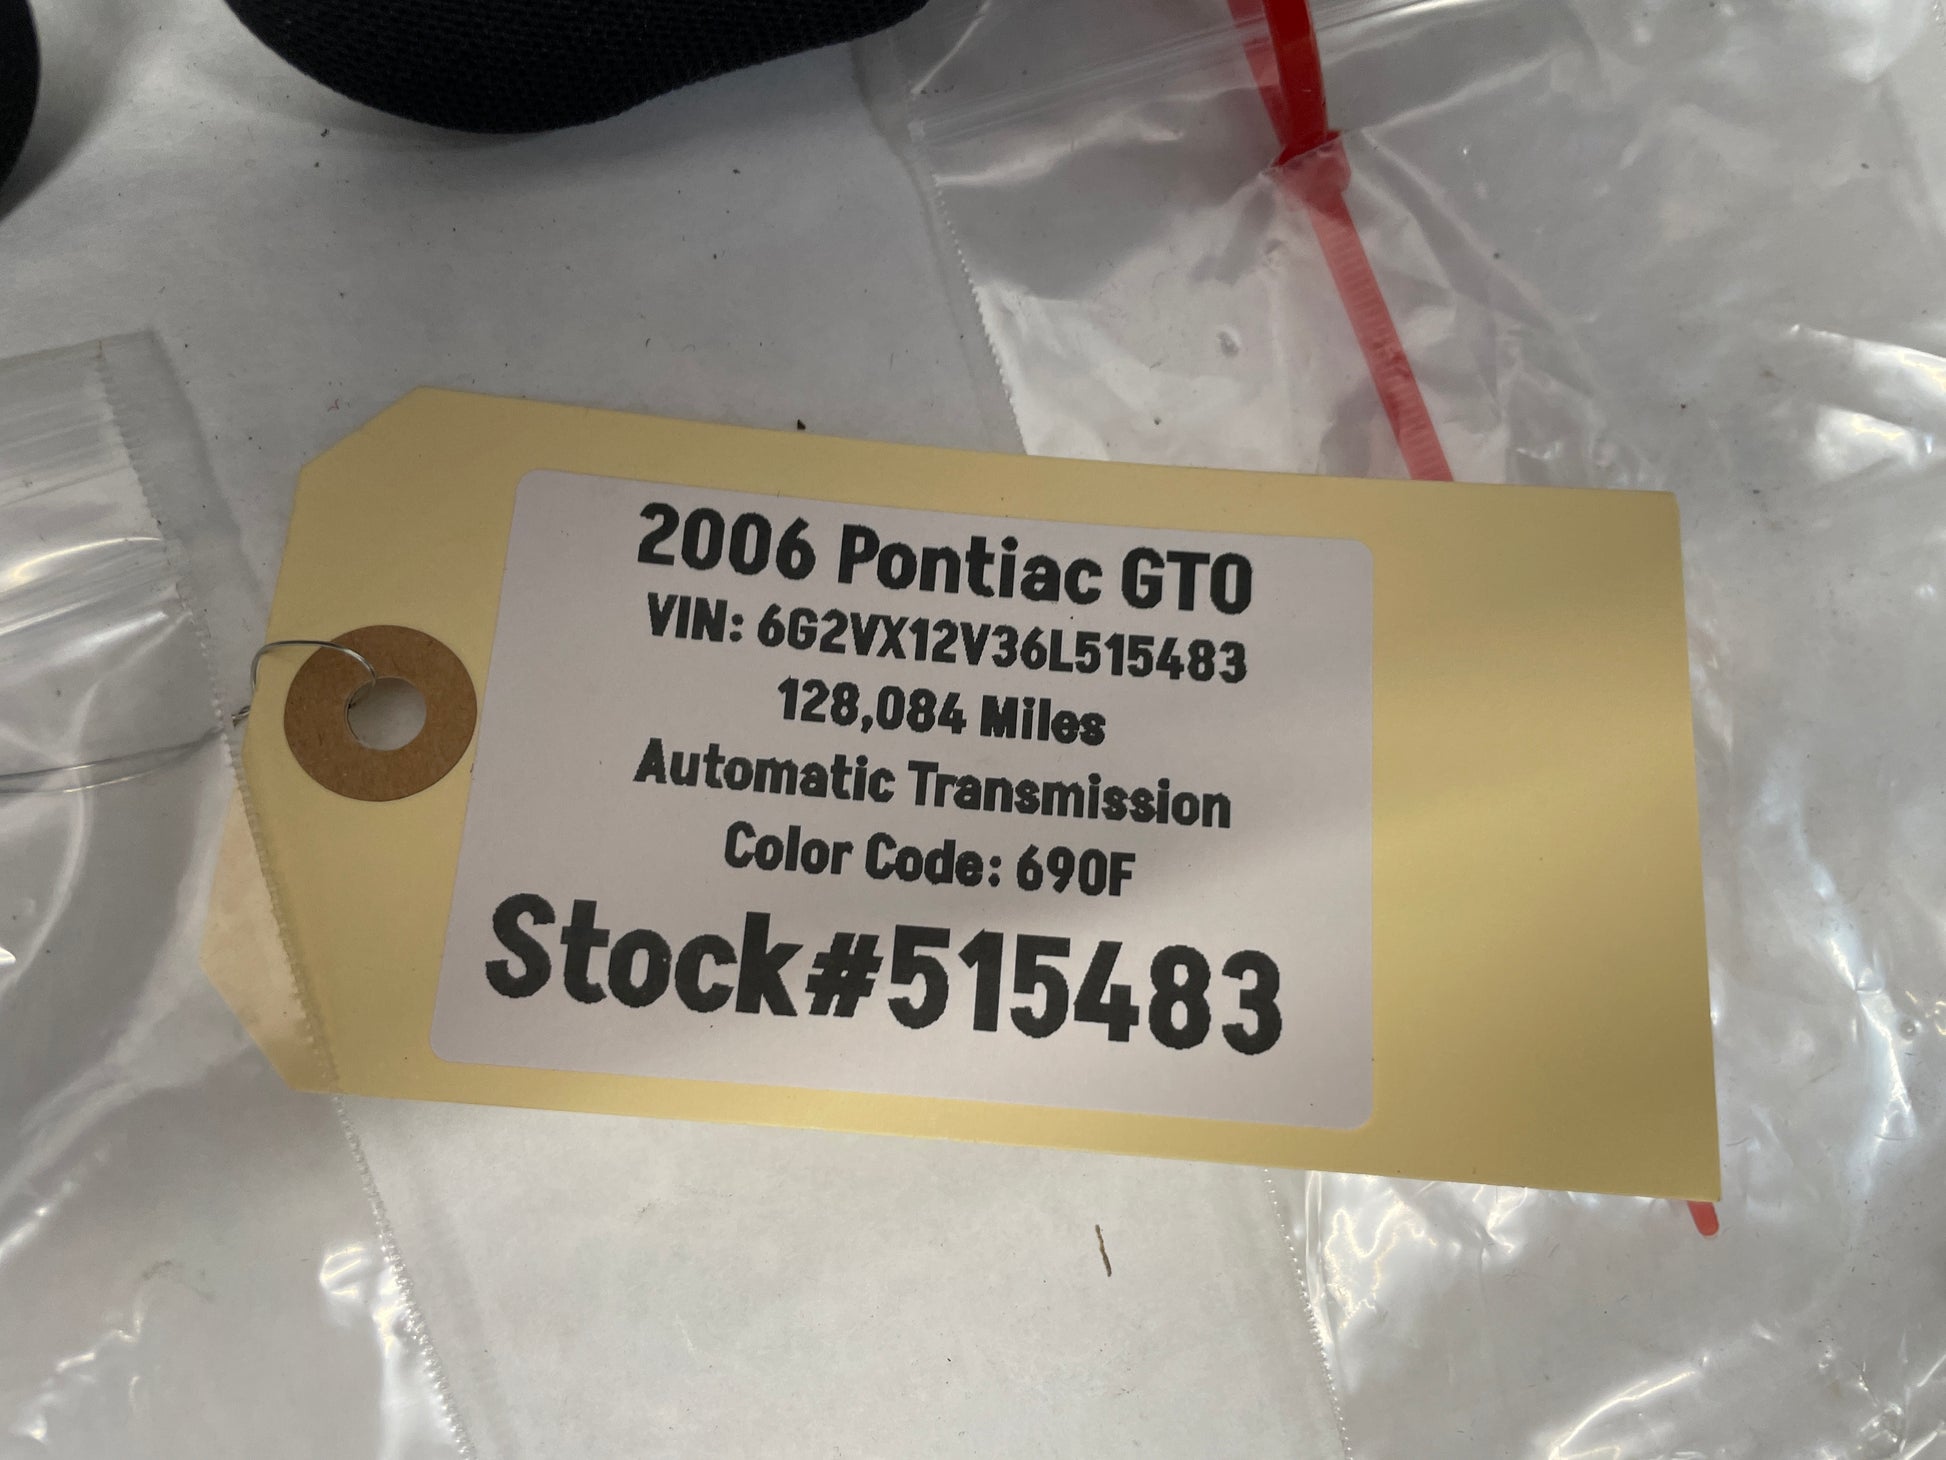 2006 Pontiac GTO
VIN: 6G2VX12V36L515483
128,084 Miles
Automatic Transmission
Color Code: 690F
Stock#515483